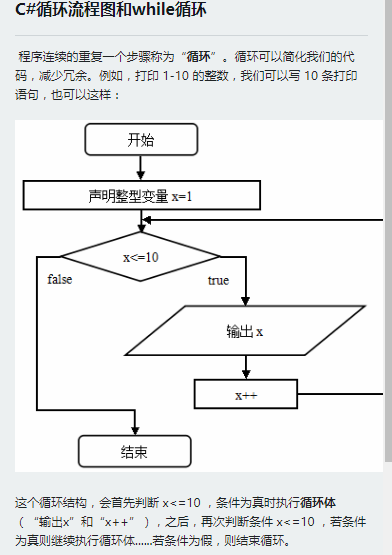 C#循环流程图和while循环
程序连续的重复一个步骤称为“循环”。循环可以简化我们的代
码，减少冗余。例如，打印 1-10 的整数，我们可以写 10 条打印
语句，也可以这样：
开始
声明整型变量 x=1
x<=10
false
true
输出 x
x++
结束
这个循环结构，会首先判断 x<=10 ，条件为真时执行循环体
（ “输出x”和“x++” ），之后，再次判断条件 x<=10 ，若条件
为真则继续执行循环体......若条件为假，则结束循环。